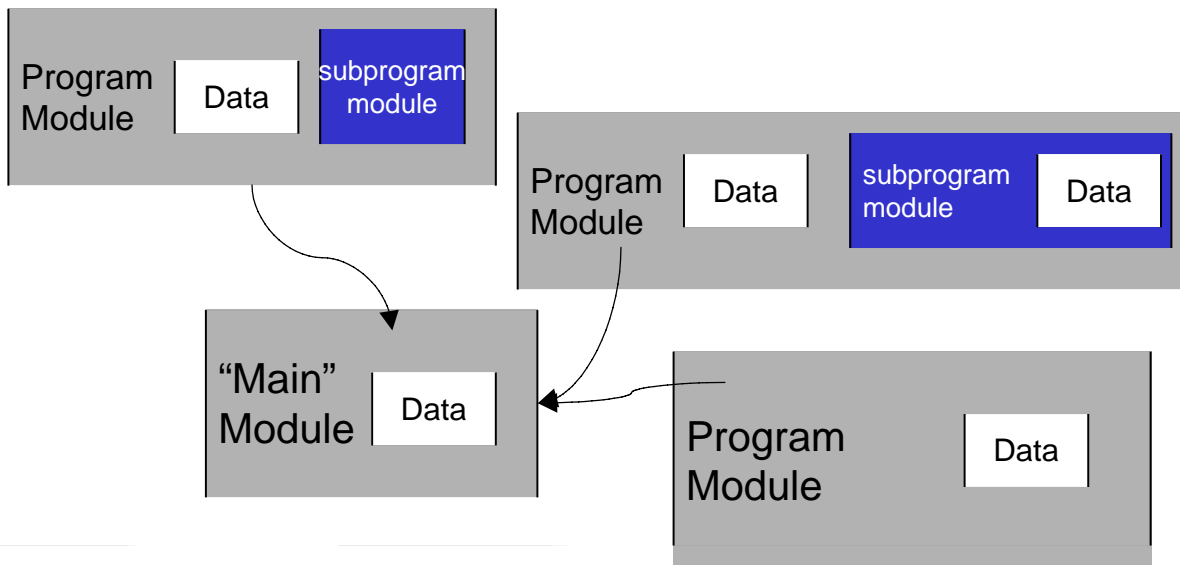 Program
Module
Data
subprogram
module
Program
Module
Data
subprogram
module
Data
“Main”
Module
Data
Program
Module
Data